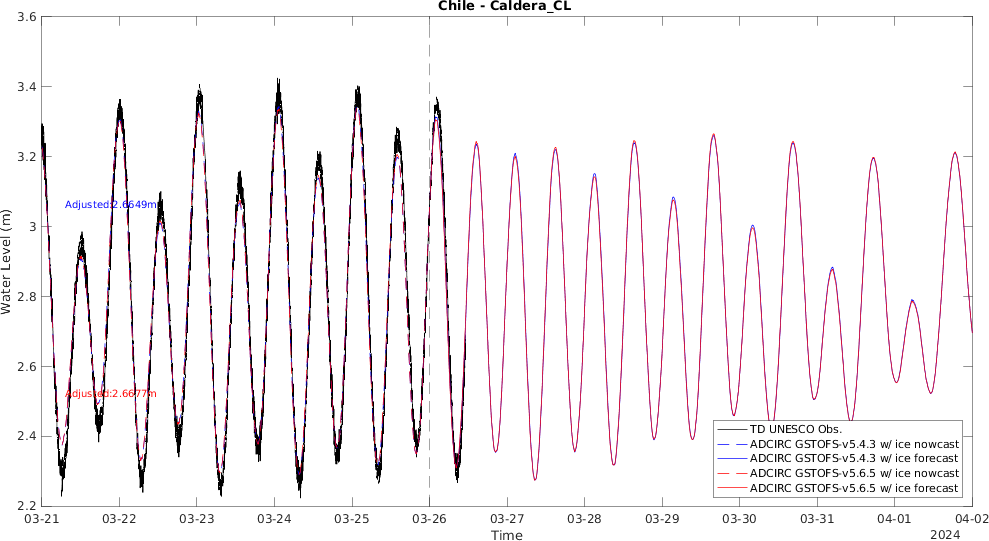 Chile - Caldera_CL
3.6
3.4
3.2
3
2.8
2.6
2.4
2.2
Water Level (m)
Adjusted:2.6649m
Adjusted:2.6677m
TD UNESCO Obs.
ADCIRC GSTOFS-v5.4.3 w/ ice nowcast
ADCIRC GSTOFS-v5.4.3 w/ ice forecast
ADCIRC GSTOFS-v5.6.5 w/ ice nowcast
ADCIRC GSTOFS-v5.6.5 w/ ice forecast
03-21 03-22 03-23 03-24 03-25 03-26 03-27 03-28 03-29 03-30 03-31 04-01 04-02
Time
2024